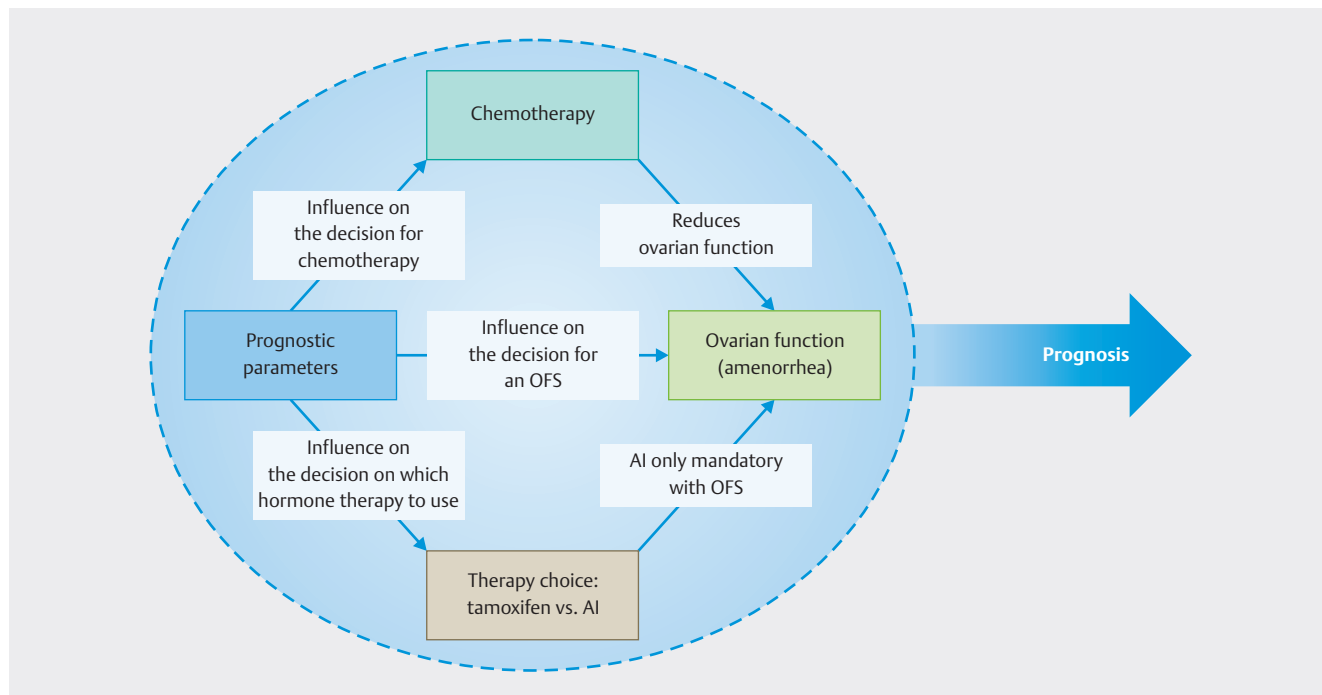 Chemotherapy
Influence on
the decision for
chemotherapy
Reduces
ovarian function
Prognostic
parameters
Influence on
the decision for
an OFS
Ovarian function
(amenorrhea)
Prognosis
Influence on
the decision on which
hormone therapy to use
AI only mandatory
with OFS
Therapy choice:
tamoxifen vs. AI